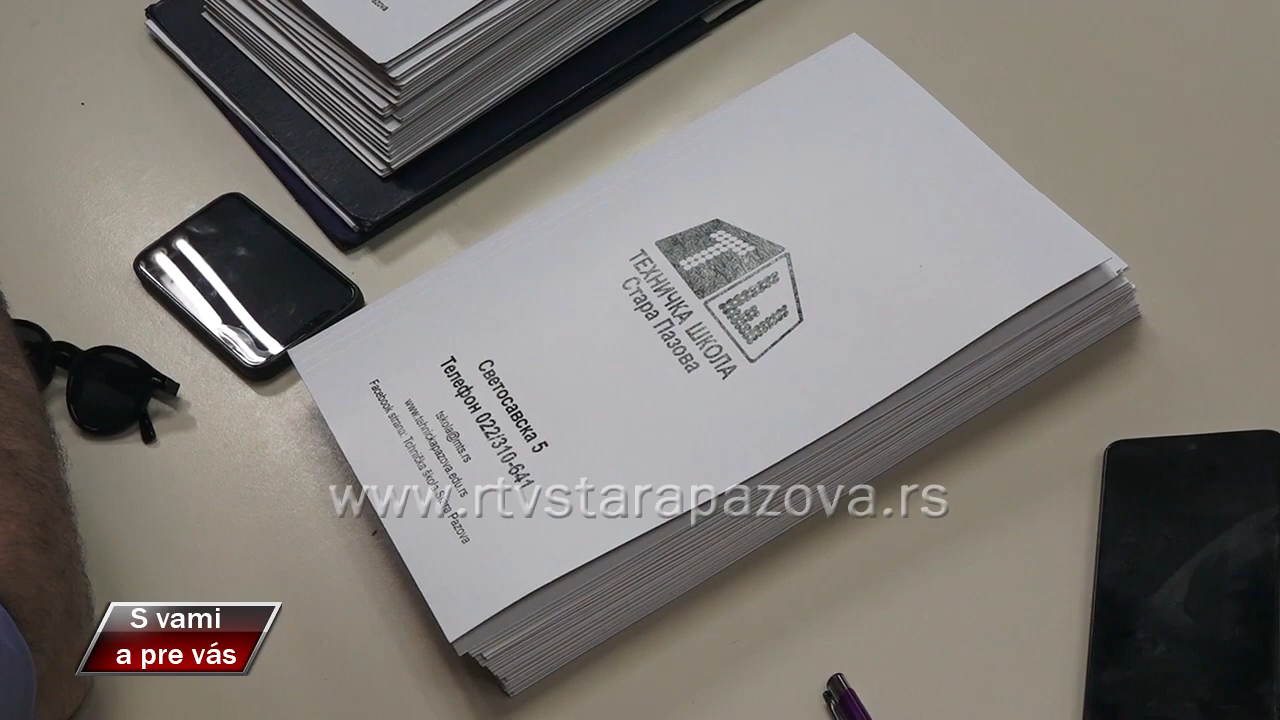 ТЕХНИЧКА ШКОЛА
Стара Пазова
Светосавска 5
Телефон 022/310-641
tskola@mts.rs
www.tehnickapazova.edu.rs
Facebook stranu: Tehnička škola Stara Pazova
www.rtvstarapazova.rs
S vami
a pre vás